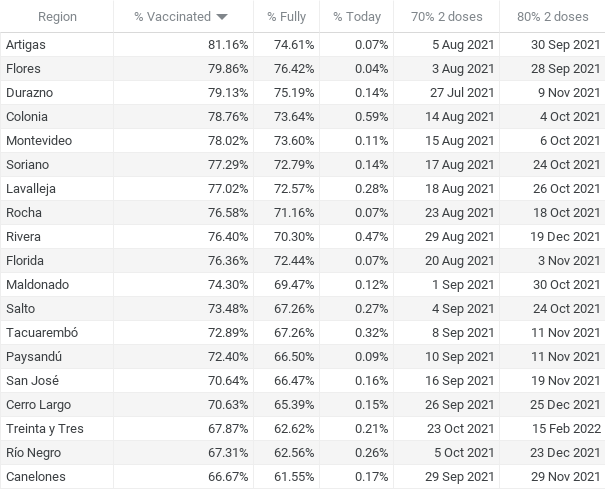 Region % Vaccinated % Fully % Today 70% 2 doses 80% 2 doses
Artigas 81.16% 74.61% 0.07% 5 Aug 2021 30 Sep 2021
Flores 79.86% 76.42% 0.04% 3 Aug 2021 28 Sep 2021
Durazno 79.13% 75.19% 0.14% 27 Jul 2021 9 Nov 2021
Colonia 78.76% 73.64% 0.59% 14 Aug 2021 4 Oct 2021
Montevideo 78.02% 73.60% 0.11% 15 Aug 2021 6 Oct 2021
Soriano 77.29% 72.79% 0.14% 17 Aug 2021 24 Oct 2021
Lavalleja 77.02% 72.57% 0.28% 18 Aug 2021 26 Oct 2021
Rocha 76.58% 71.16% 0.07% 23 Aug 2021 18 Oct 2021
Rivera 76.40% 70.30% 0.47% 29 Aug 2021 19 Dec 2021
Florida 76.36% 72.44% 0.07% 20 Aug 2021 3 Nov 2021
Maldonado 74.30% 69.47% 0.12% 1 Sep 2021 30 Oct 2021
Salto 73.48% 67.26% 0.27% 4 Sep 2021 24 Oct 2021
Tacuarembó 72.89% 67.26% 0.32% 8 Sep 2021 11 Nov 2021
Paysandú 72.40% 66.50% 0.09% 10 Sep 2021 11 Nov 2021
San José 70.64% 66.47% 0.16% 16 Sep 2021 19 Nov 2021
Cerro Largo 70.63% 65.39% 0.15% 26 Sep 2021 25 Dec 2021
Treinta y Tres 67.87% 62.62% 0.21% 23 Oct 2021 15 Feb 2022
Río Negro 67.31% 62.56% 0.26% 5 Oct 2021 23 Dec 2021
Canelones 66.67% 61.55% 0.17% 29 Sep 2021 29 Nov 2021